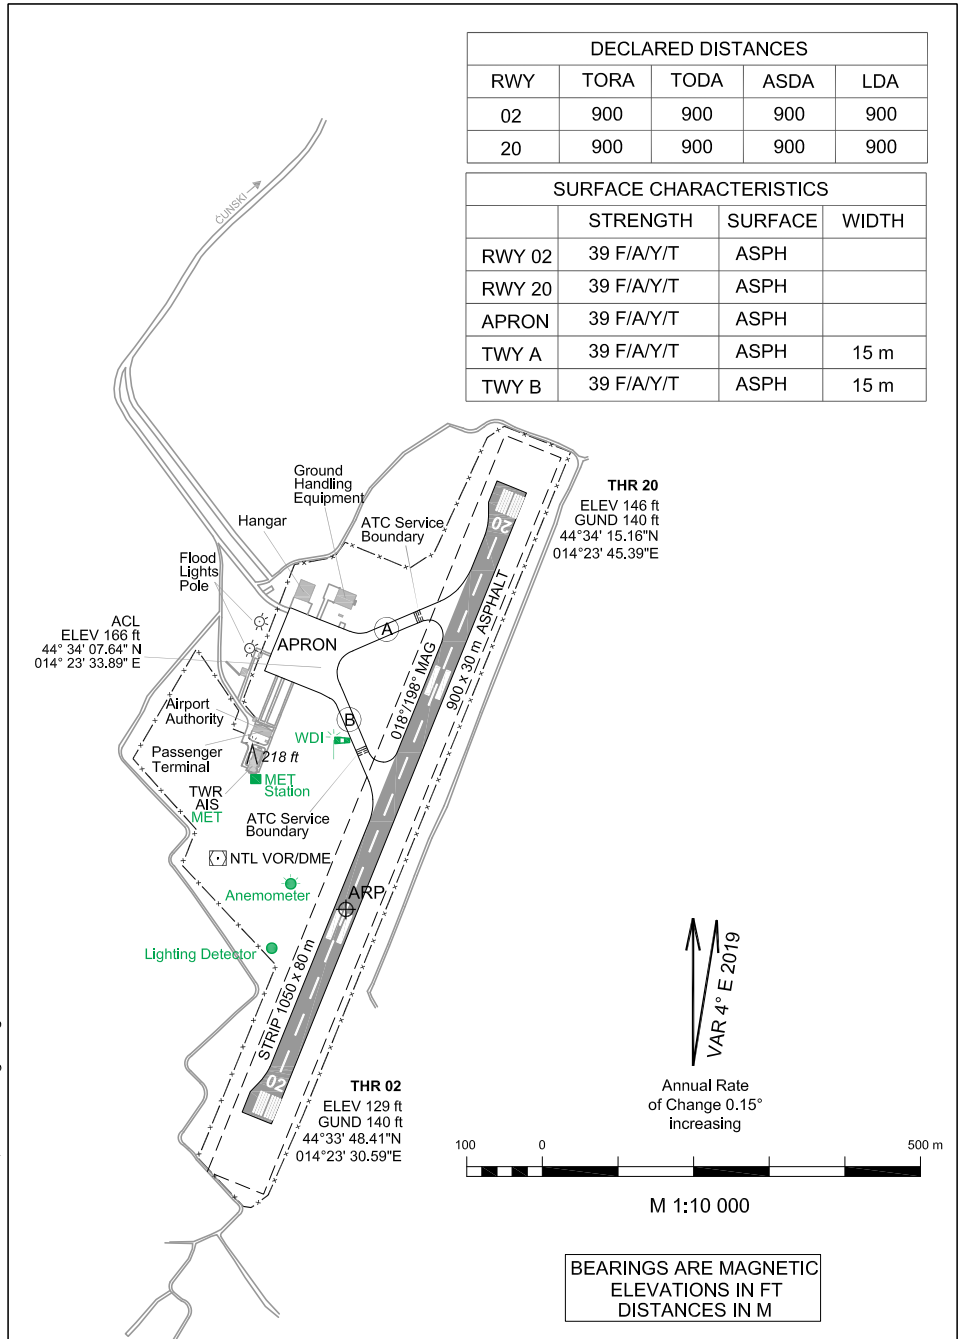 DECLARED DISTANCES
RWY TORA TODA ASDA LDA
02 900 900 900 900
20 900 900 900 900
SURFACE CHARACTERISTICS
STRENGTH SURFACE WIDTH
RWY 02 39 F/A/Y/T ASPH
RWY 20 39 F/A/Y/T ASPH
APRON 39 F/A/Y/T ASPH
TWY A 39 F/A/Y/T ASPH 15 m
TWY B 39 F/A/Y/T ASPH 15 m
ĆUNSKI
THR 20
ELEV 146 ft
GUND 140 ft
44°34' 15.16"N
014°23' 45.39"E
Ground
Handling
Equipment
Hangar
ATC Service
Boundary
Flood
Lights
Pole
ACL
ELEV 166 ft
44° 34' 07.64" N
014° 23' 33.89" E
APRON
A
B
20
018°/198° MAG
900 x 30 m ASPHALT
Airport
Authority
WDI
Passenger
Terminal
218 ft
MET
Station
TWR
AIS
MET
ATC Service
Boundary
NTL VOR/DME
Anemometer
ARP
Lighting Detector
STRIP 1050 x 80 m
02
THR 02
ELEV 129 ft
GUND 140 ft
44°33' 48.41"N
014°23' 30.59"E
VAR 4° E 2019
Annual Rate
of Change 0.15°
increasing
100 0 500 m
M 1:10 000
BEARINGS ARE MAGNETIC
ELEVATIONS IN FT
DISTANCES IN M